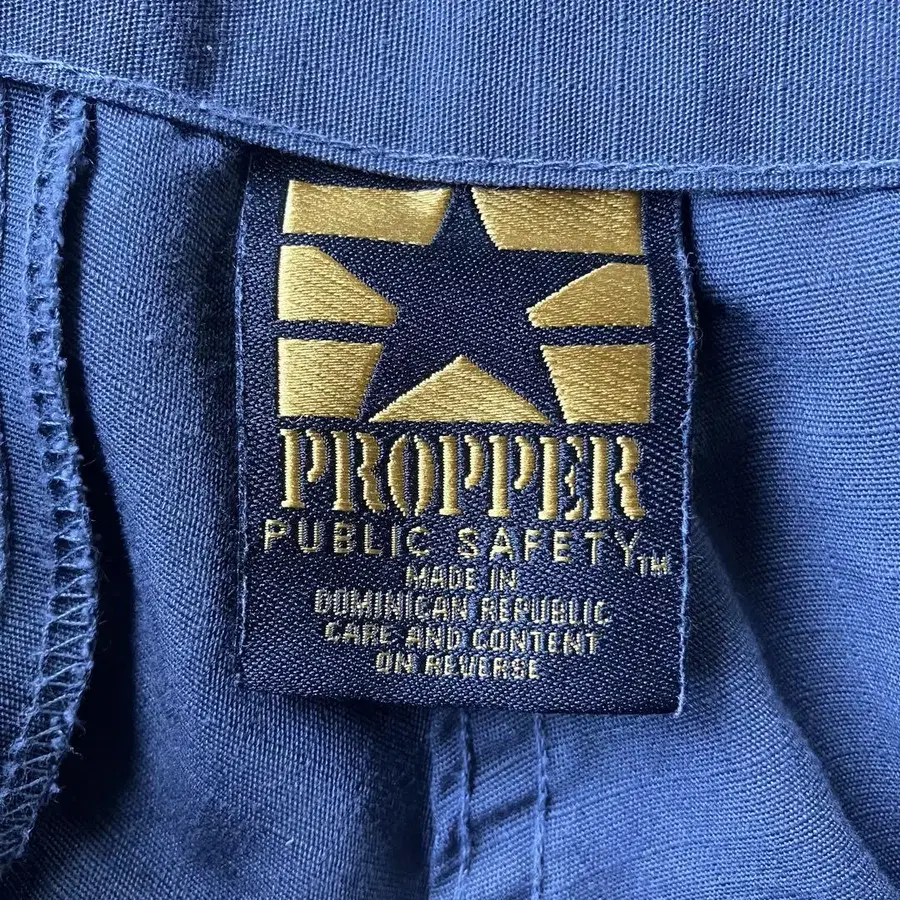 PROPPER
PUBLIC SAFETY™
MADE IN
DOMINICAN REPUBLIC
CARE AND CONTENT
ON REVERSE